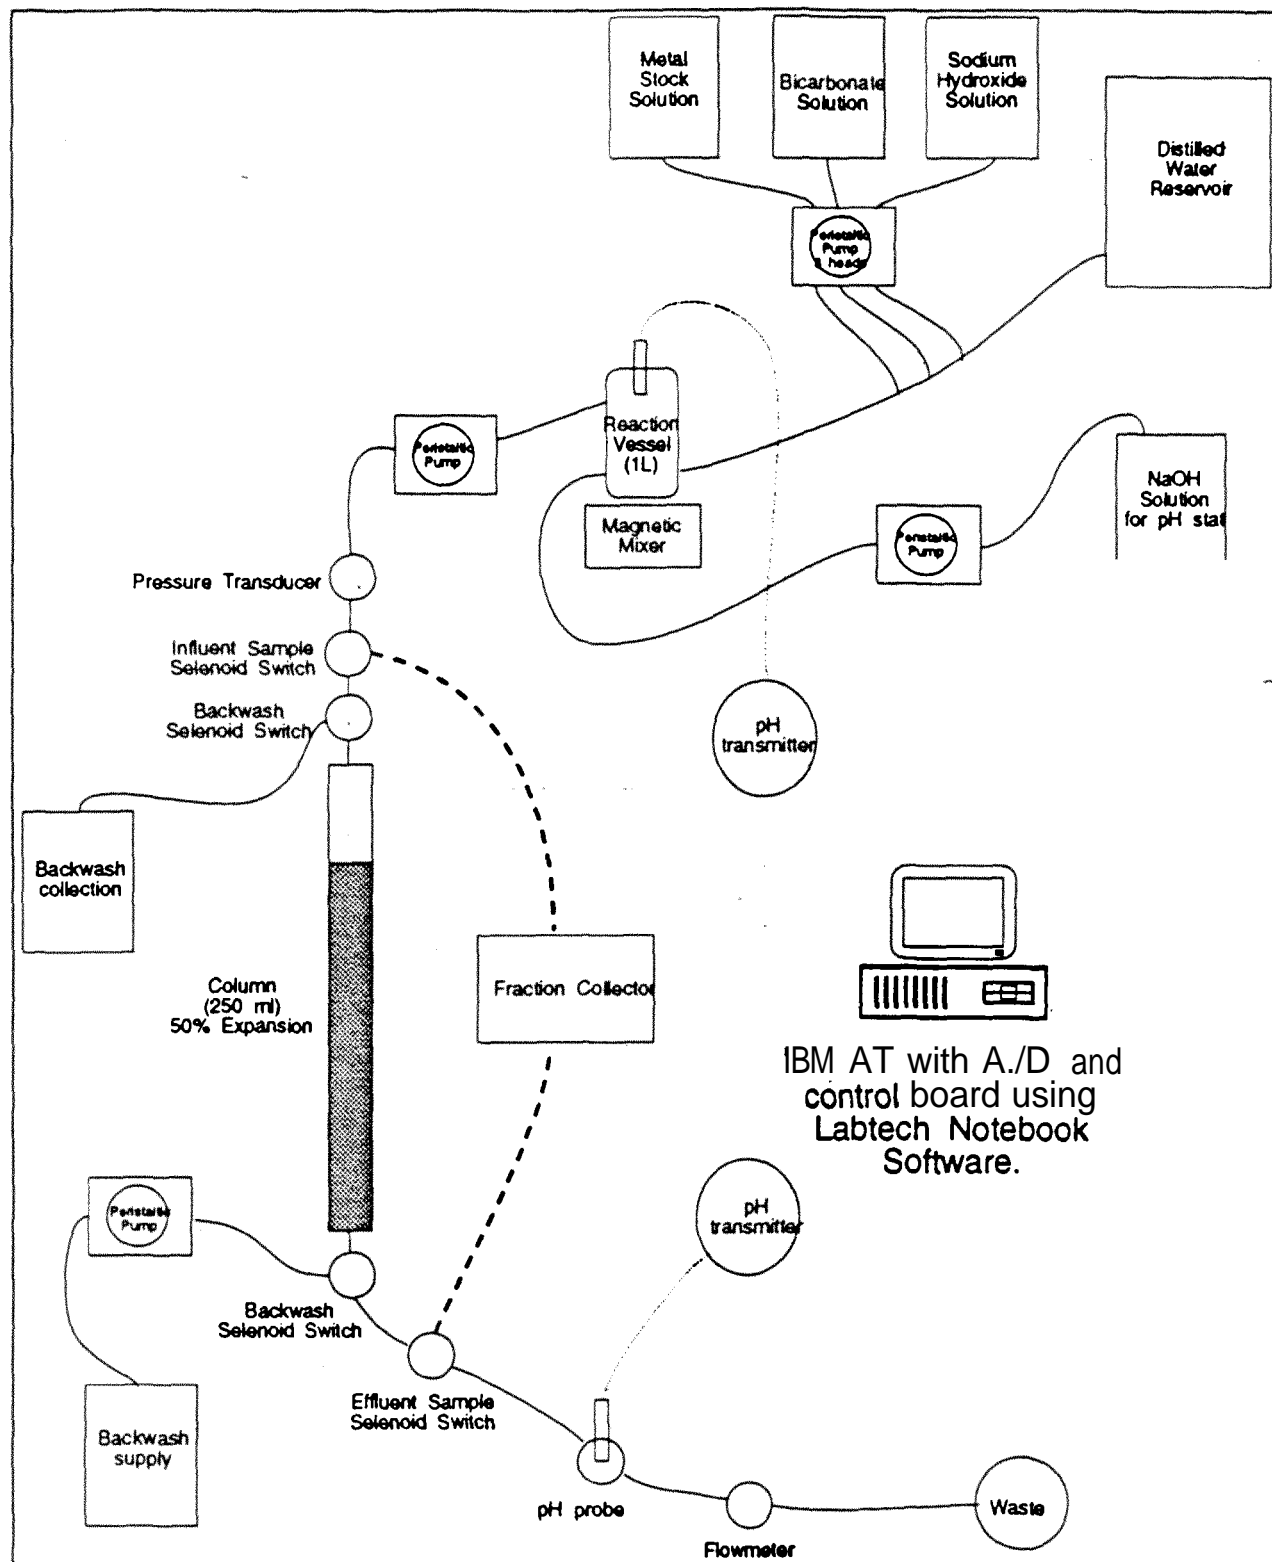 Metal
Stock
Solution
Bicarbonate
Solution
Sodium
Hydroxide
Solution
Distilled
Water
Reservoir
Peristaltic
Pump
3 heads
Reaction
Vessel
(1L)
Peristaltic
Pump
NaOH
Solution
for pH stat
Magnetic
Mixer
Peristaltic
Pump
Pressure Transducer
Influent Sample
Selenoid Switch
Backwash
Selenoid Switch
pH
transmitter
Backwash
collection
Column
(250 ml)
50% Expansion
Fraction Collector
IBM AT with A./D and
control board using
Labtech Notebook
Software.
Peristaltic
Pump
pH
transmitter
Backwash
Selenoid Switch
Effluent Sample
Selenoid Switch
Backwash
supply
pH probe
Flowmeter
Waste